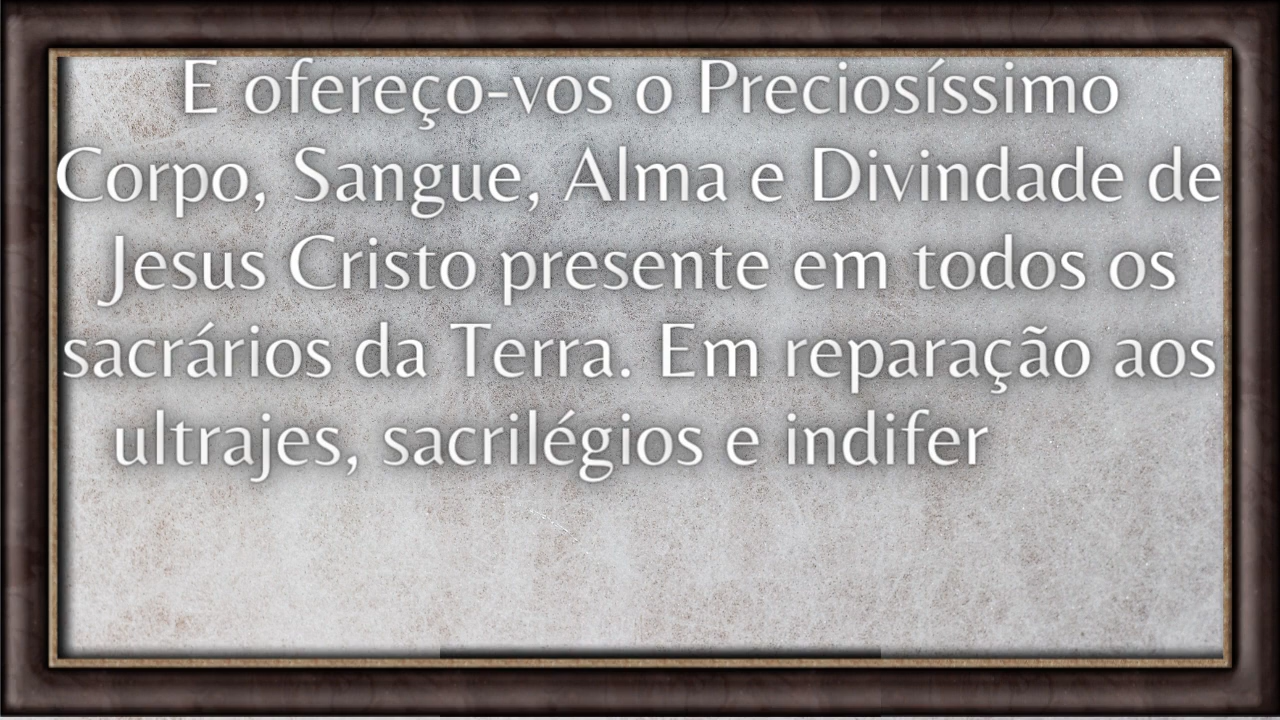 E ofereço-vos o Preciosíssimo
Corpo, Sangue, Alma e Divindade de
Jesus Cristo presente em todos os
sacrários da Terra. Em reparação aos
ultrajes, sacrilégios e indifer